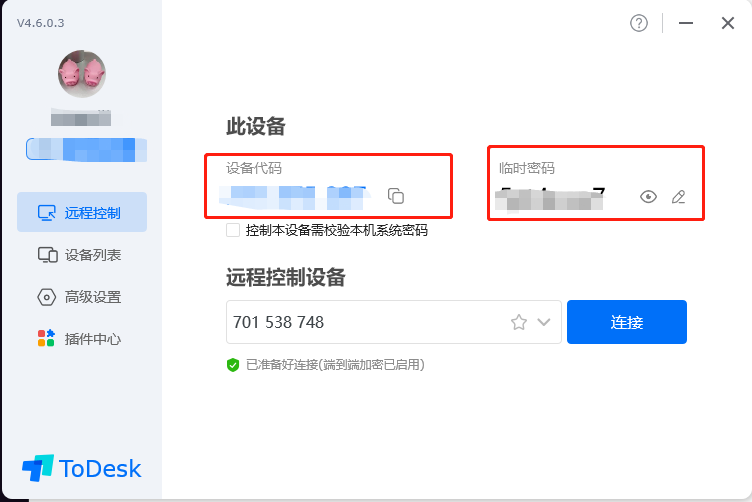 V4.6.0.3
此设备
设备代码
临时密码
控制本设备需校验本机系统密码
远程控制
设备列表
高级设置
插件中心
远程控制设备
701 538 748
连接
已准备好连接(端到端加密已启用)
ToDesk